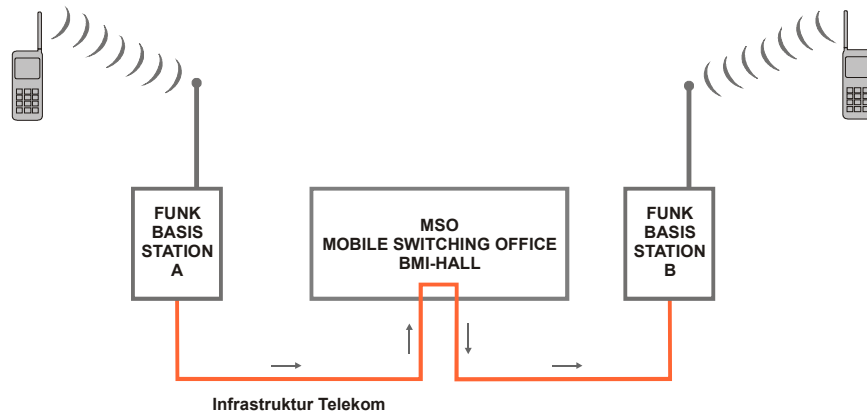 FUNK
BASIS
STATION
A
MSO
MOBILE SWITCHING OFFICE
BMI-HALL
FUNK
BASIS
STATION
B
Infrastruktur Telekom